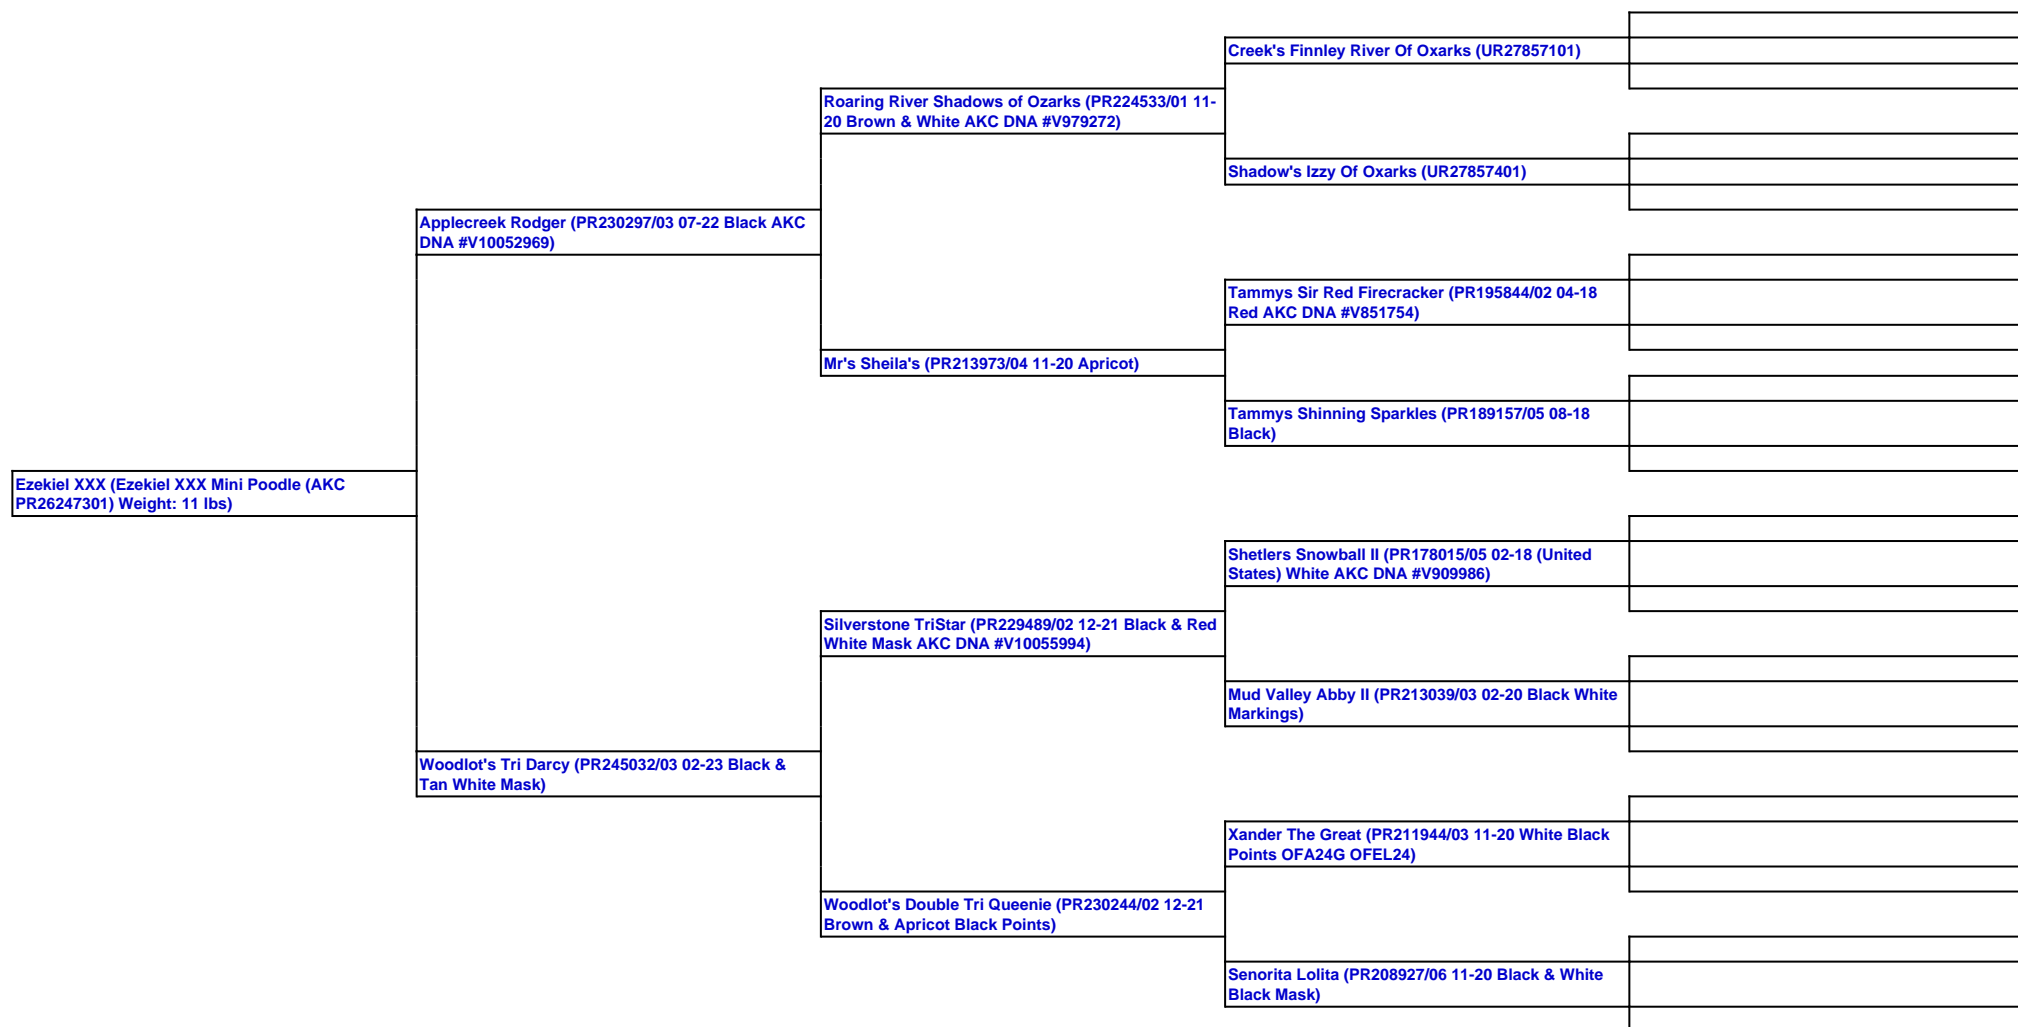 Creek's Finnley River Of Oxarks (UR27857101)
Roaring River Shadows of Ozarks (PR224533/01 11-
20 Brown & White AKC DNA #V979272)
Shadow's Izzy Of Oxarks (UR27857401)
Applecreek Rodger (PR230297/03 07-22 Black AKC
DNA #V10052969)
Tammys Sir Red Firecracker (PR195844/02 04-18
Red AKC DNA #V851754)
Mr's Sheila's (PR213973/04 11-20 Apricot)
Tammys Shinning Sparkles (PR189157/05 08-18
Black)
Ezekiel XXX (Ezekiel XXX Mini Poodle (AKC
PR26247301) Weight: 11 lbs)
Shetlers Snowball II (PR178015/05 02-18 (United
States) White AKC DNA #V909986)
Silverstone TriStar (PR229489/02 12-21 Black & Red
White Mask AKC DNA #V10055994)
Mud Valley Abby II (PR213039/03 02-20 Black White
Markings)
Woodlot's Tri Darcy (PR245032/03 02-23 Black &
Tan White Mask)
Xander The Great (PR211944/03 11-20 White Black
Points OFA24G OFEL24)
Woodlot's Double Tri Queenie (PR230244/02 12-21
Brown & Apricot Black Points)
Senorita Lolita (PR208927/06 11-20 Black & White
Black Mask)